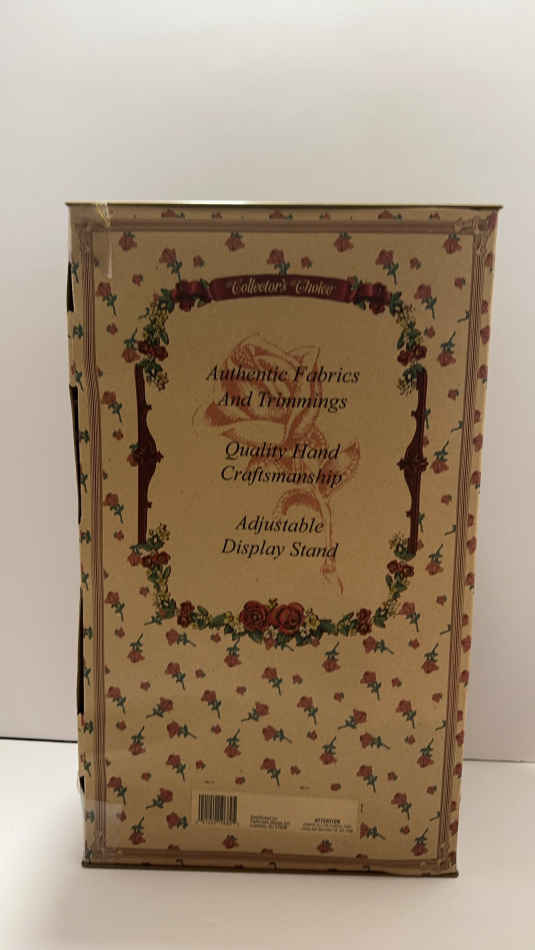 Collector's Choice
Authentic Fabrics
And Trimmings
Quality Hand
Craftsmanship
Adjustable
Display Stand